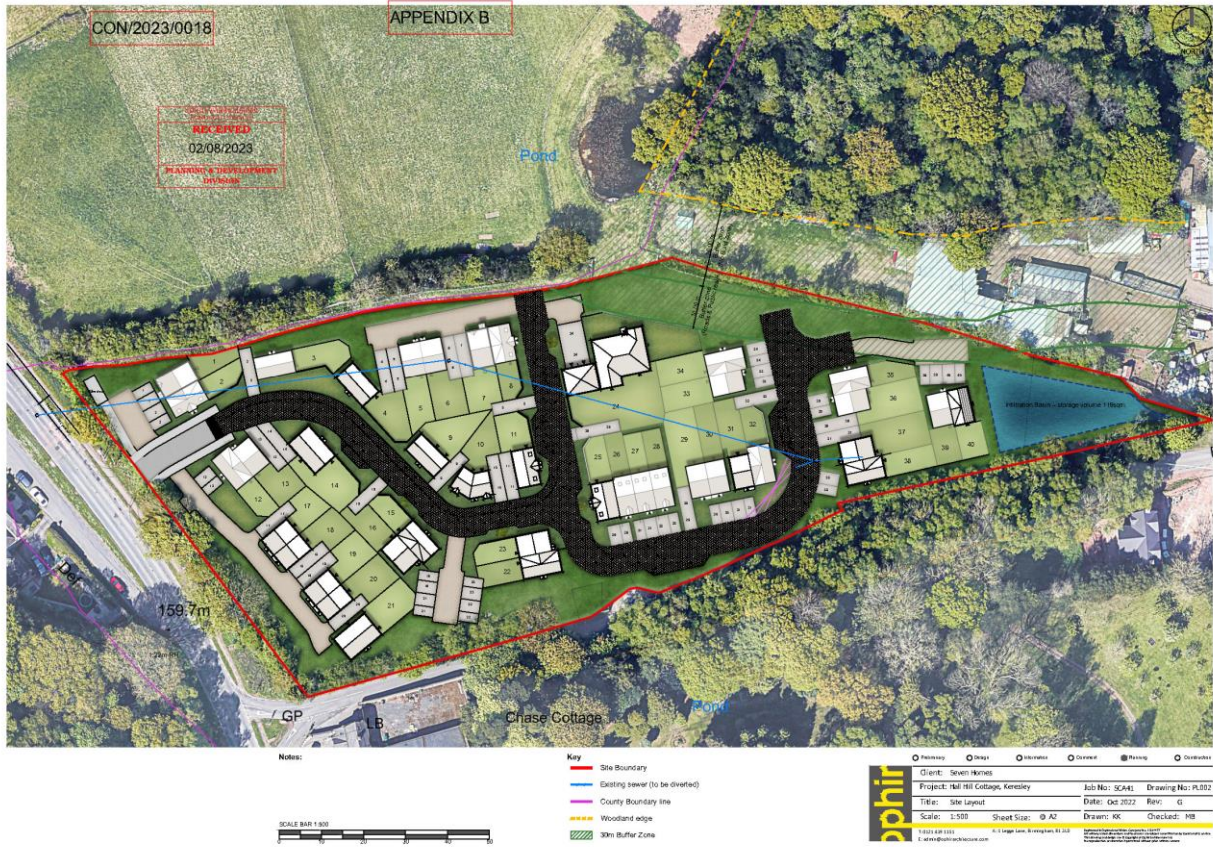 CON/2023/0018
APPENDIX B
RECEIVED
02/08/2023
PLANNING & DEVELOPMENT
DIVISION
Pond
Infiltration Basin - storage volume
159.7m
GP
LB
Chase Cottage
Pond
1
2
3
4
5
6
7
8
9
10
11
12
13
14
15
16
17
18
19
20
21
22
23
24
25
26
27
28
29
30
31
32
33
34
35
36
37
38
39
40
Notes:
SCALE BAR 1:500
Key
Site Boundary
Existing sewer (to be diverted)
County Boundary line
Woodland edge
30m Buffer Zone
Preliminary Design Information Comment Planning Construction
ophir
Client: Seven Homes
Project: Hall Hill Cottage, Keresley
Job No: SCA41 Drawing No: PL002
Title: Site Layout
Date: Oct 2022 Rev: G
Scale: 1:500 Sheet Size: @ A2
Drawn: KK Checked: MB